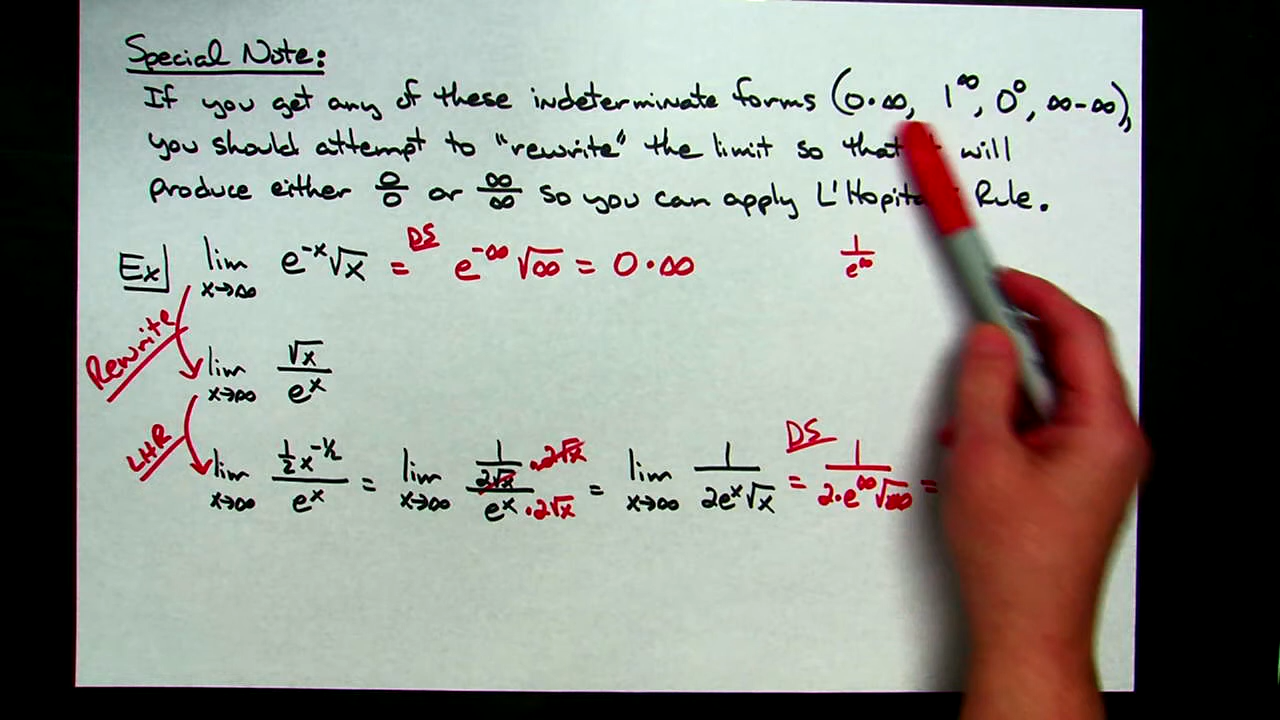 Special Note:
If you get any of these indeterminate forms (0·∞, 1^∞, 0^0, ∞-∞),
you should attempt to "rewrite" the limit so that will
produce either 0/0 or ∞/∞ so you can apply L'Hopita Rule.
Ex| lim x→∞ e^-x √x = DS e^-∞ √∞ = 0·∞ 1/e^∞
Rewrite
lim x→∞ √x / e^x
LHR
lim x→∞ ½x^-½ / e^x = lim x→∞ (1/(2√x) · 2√x) / (e^x · 2√x) = lim x→∞ 1 / (2e^x √x) = DS 1 / (2·e^∞ √∞) =